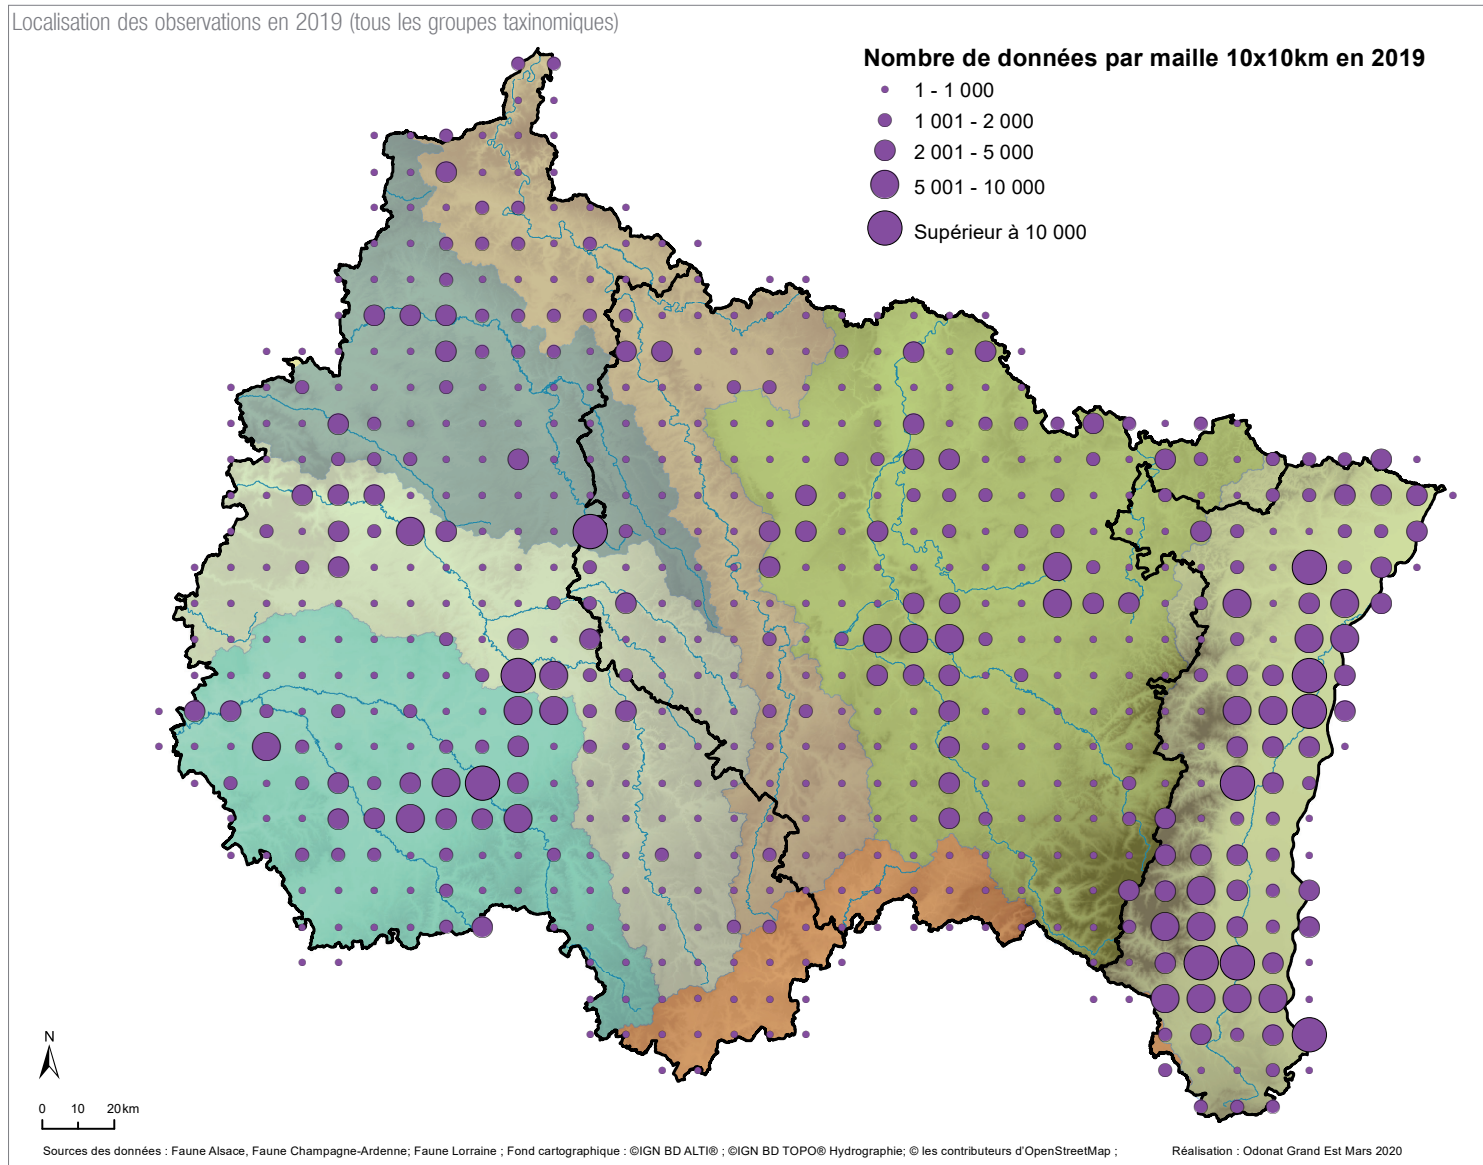 Localisation des observations en 2019 (tous les groupes taxinomiques)
Nombre de données par maille 10x10km en 2019
1 - 1 000
1 001 - 2 000
2 001 - 5 000
5 001 - 10 000
Supérieur à 10 000
N
0 10 20km
Sources des données : Faune Alsace, Faune Champagne-Ardenne; Faune Lorraine ; Fond cartographique : ©IGN BD ALTI® ; ©IGN BD TOPO® Hydrographie; © les contributeurs d'OpenStreetMap ; Réalisation : Odonat Grand Est Mars 2020